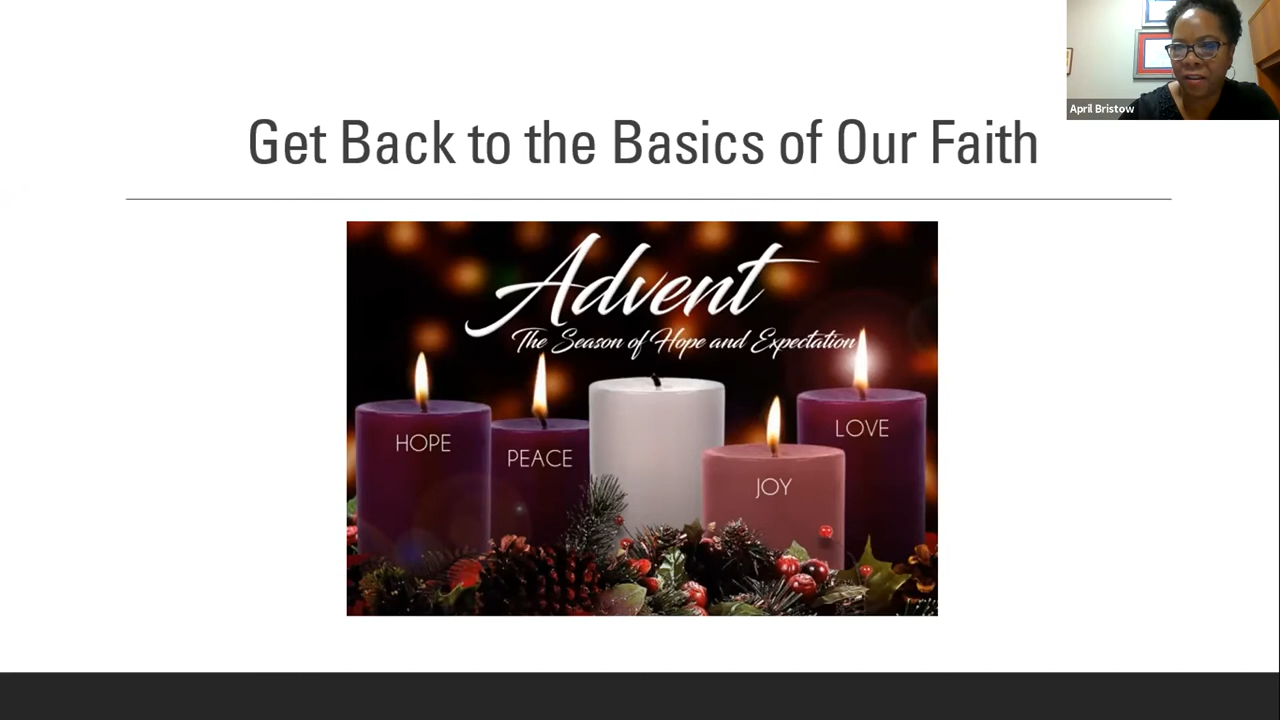 April Bristow
Get Back to the Basics of Our Faith
Advent
The Season of Hope and Expectation
HOPE
PEACE
JOY
LOVE